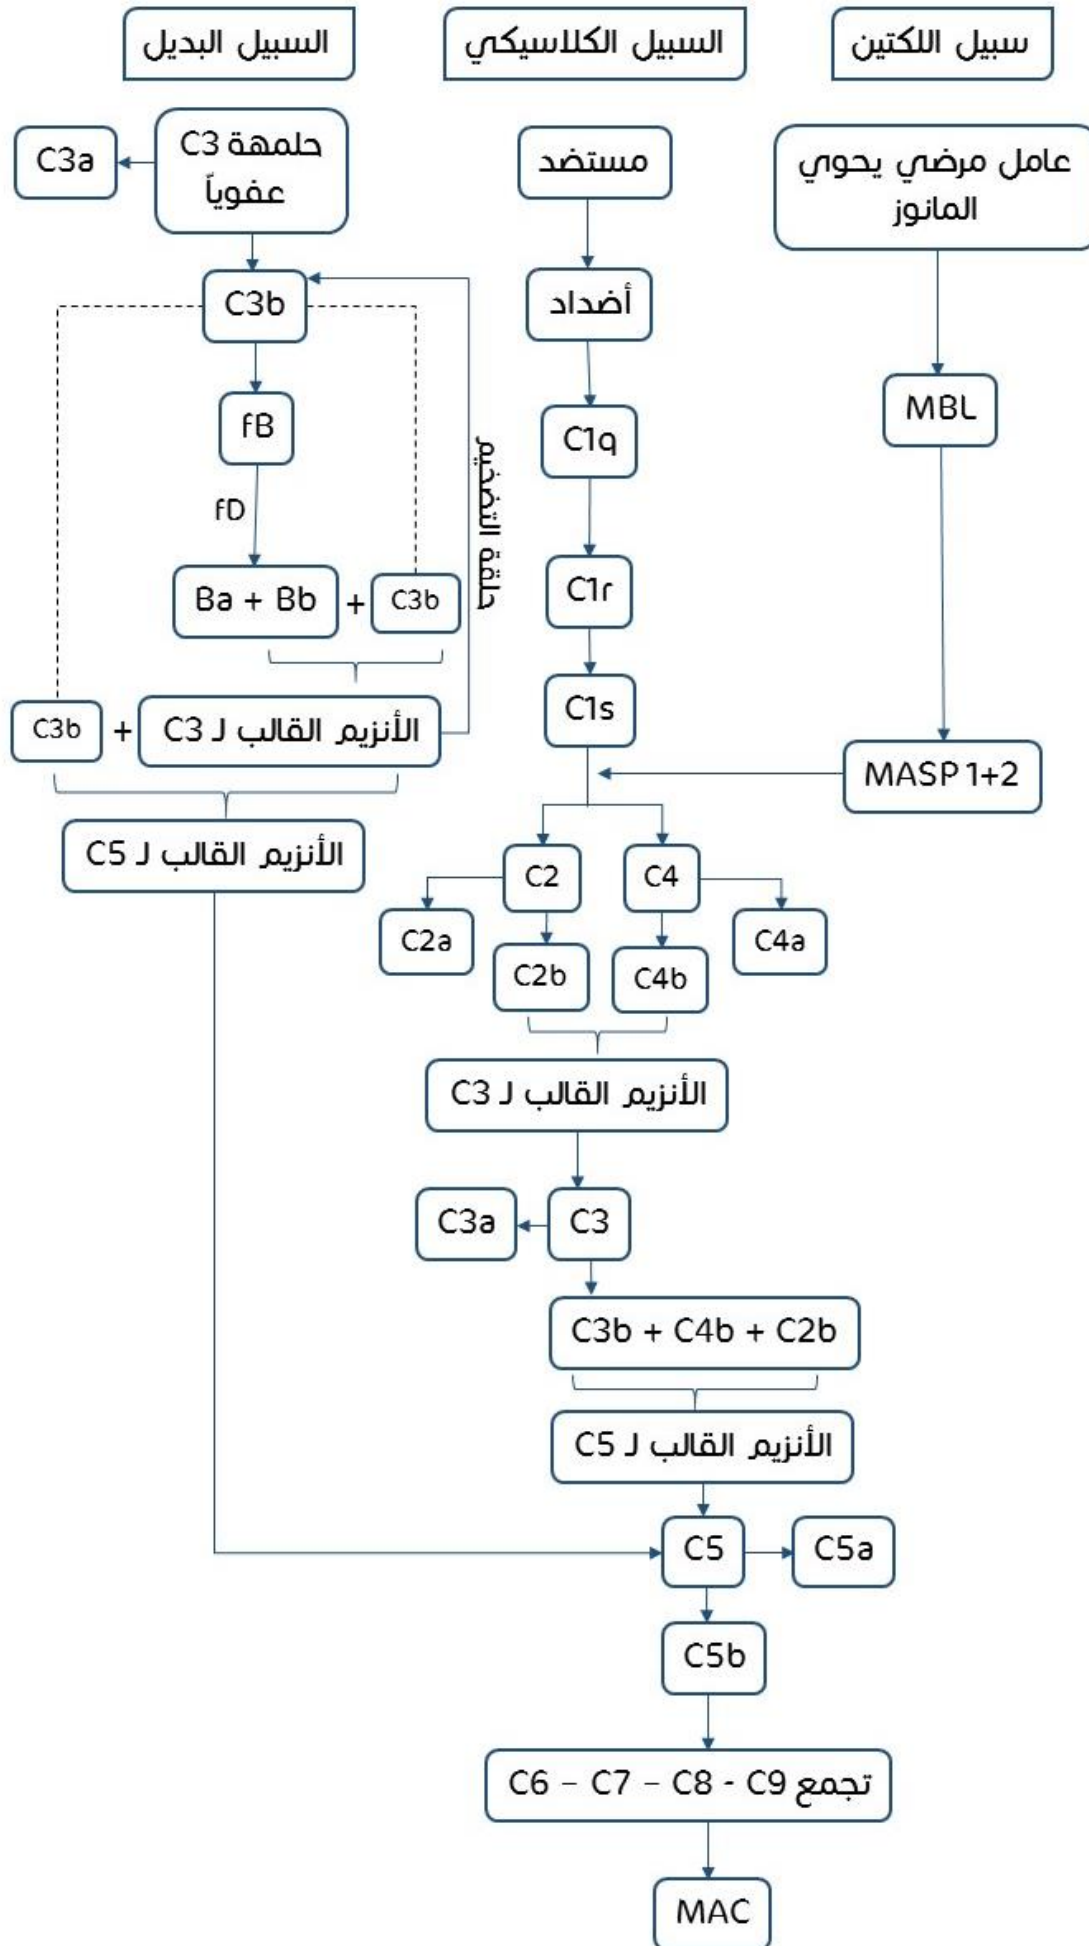 سبيل اللكتين
السبيل الكلاسيكي
السبيل البديل
عامل مرضي يحوي
المانوز
مستضد
حلمهة C3
عفوياً
C3a
C3b
أضداد
MBL
fB
C1q
حلقة التضخيم
fD
C1r
Ba + Bb + C3b
C1s
C3b + الأنزيم القالب لـ C3
MASP 1+2
الأنزيم القالب لـ C5
C2
C4
C2a
C4a
C2b
C4b
الأنزيم القالب لـ C3
C3a
C3
C3b + C4b + C2b
الأنزيم القالب لـ C5
C5
C5a
C5b
تجمع C6 – C7 – C8 - C9
MAC